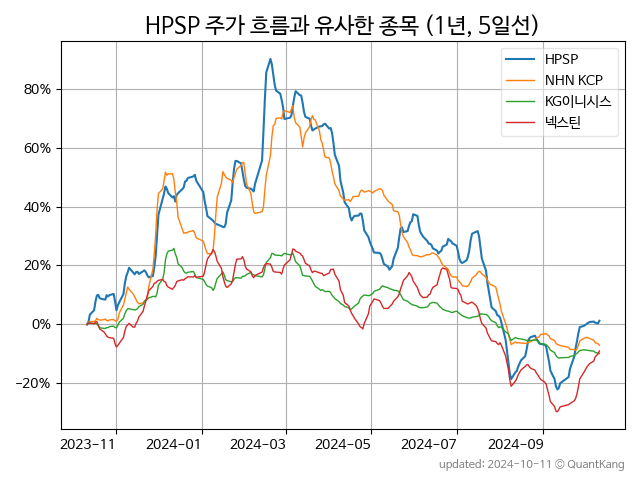 HPSP 주가 흐름과 유사한 종목 (1년, 5일선)
HPSP
NHN KCP
KG이니시스
넥스틴
80%
60%
40%
20%
0%
−20%
2023-11
2024-01
2024-03
2024-05
2024-07
2024-09
updated: 2024-10-11 © QuantKang